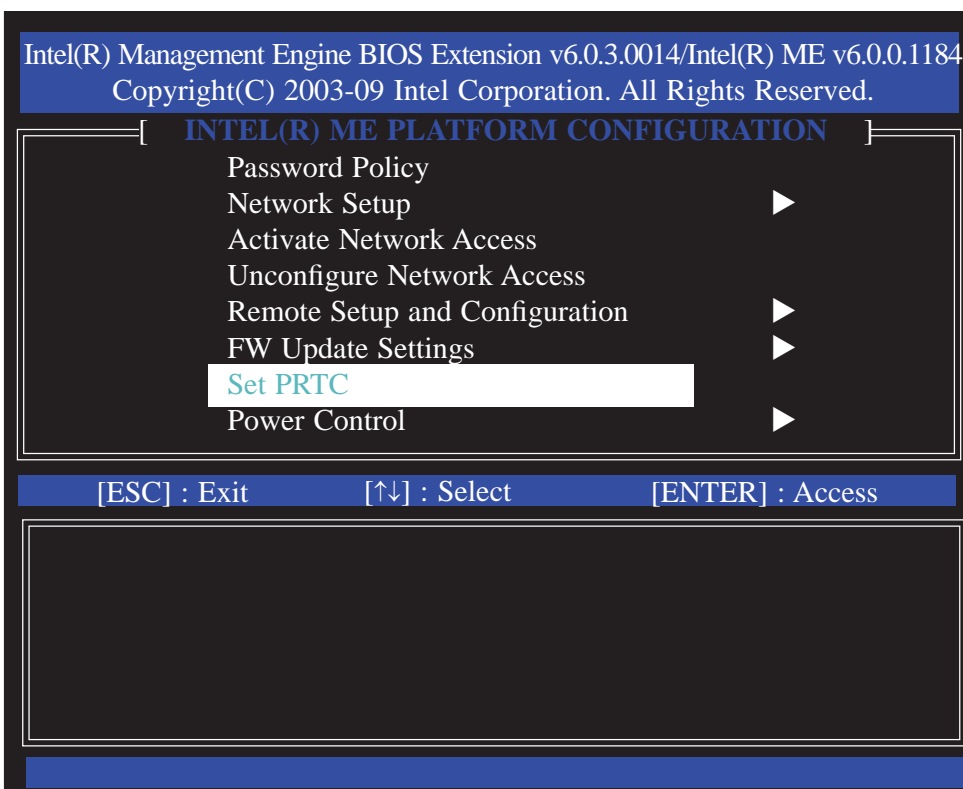 Intel(R) Management Engine BIOS Extension v6.0.3.0014/Intel(R) ME v6.0.0.1184
Copyright(C) 2003-09 Intel Corporation. All Rights Reserved.
[ INTEL(R) ME PLATFORM CONFIGURATION ]
Password Policy
Network Setup ▶
Activate Network Access
Unconfigure Network Access
Remote Setup and Configuration ▶
FW Update Settings ▶
Set PRTC
Power Control ▶
[ESC] : Exit [↑↓] : Select [ENTER] : Access